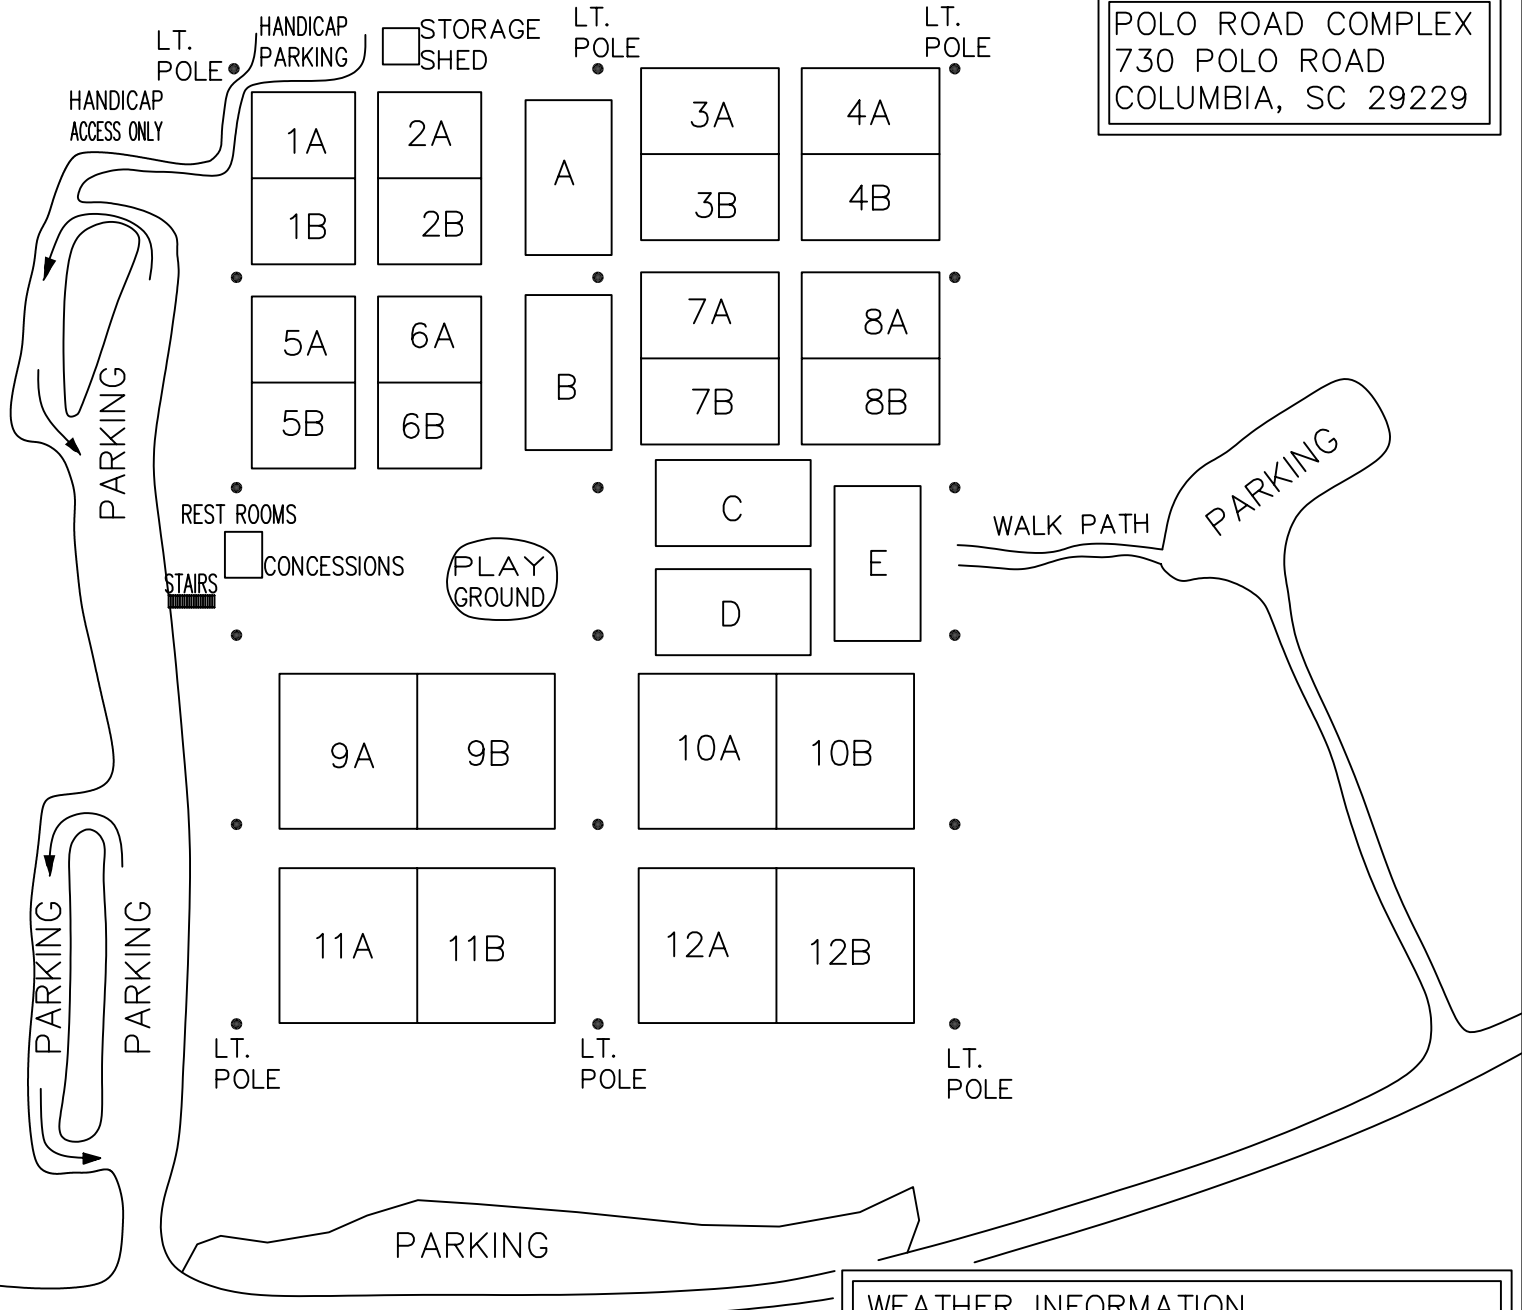 POLO ROAD COMPLEX
730 POLO ROAD
COLUMBIA, SC 29229
LT.
POLE
HANDICAP
PARKING
STORAGE
SHED
LT.
POLE
LT.
POLE
HANDICAP
ACCESS ONLY
1A
2A
A
3A
4A
1B
2B
3B
4B
5A
6A
B
7A
8A
5B
6B
7B
8B
PARKING
REST ROOMS
CONCESSIONS
STAIRS
PLAY
GROUND
C
D
E
WALK PATH
PARKING
9A
9B
10A
10B
11A
11B
12A
12B
PARKING
PARKING
LT.
POLE
LT.
POLE
LT.
POLE
PARKING
WEATHER INFORMATION